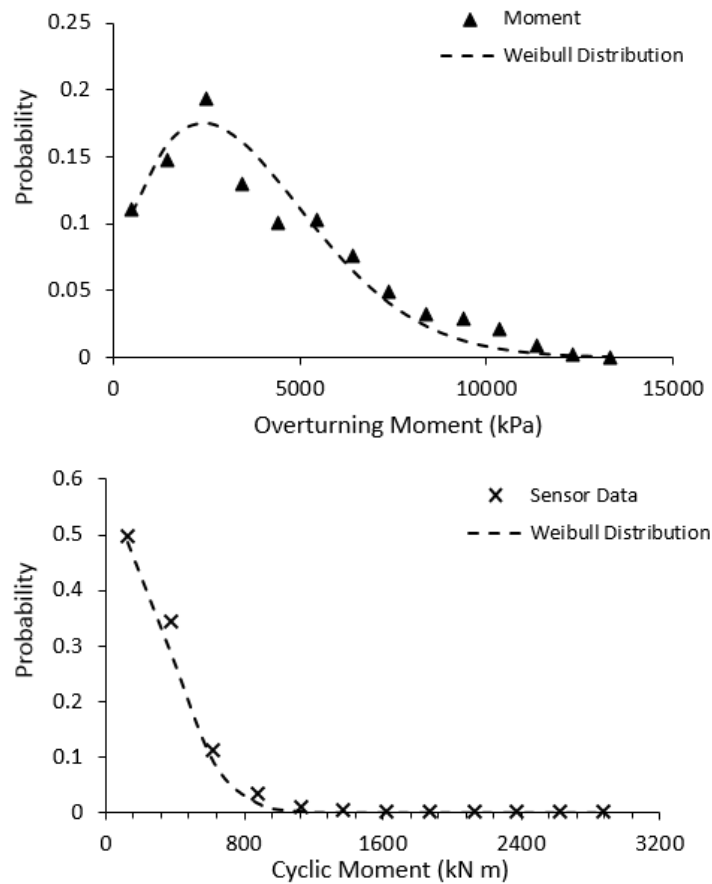 Moment
Weibull Distribution
0.25
0.2
0.15
0.1
0.05
0
Probability
0 5000 10000 15000
Overturning Moment (kPa)
Sensor Data
Weibull Distribution
0.6
0.5
0.4
0.3
0.2
0.1
0
Probability
0 800 1600 2400 3200
Cyclic Moment (kN m)